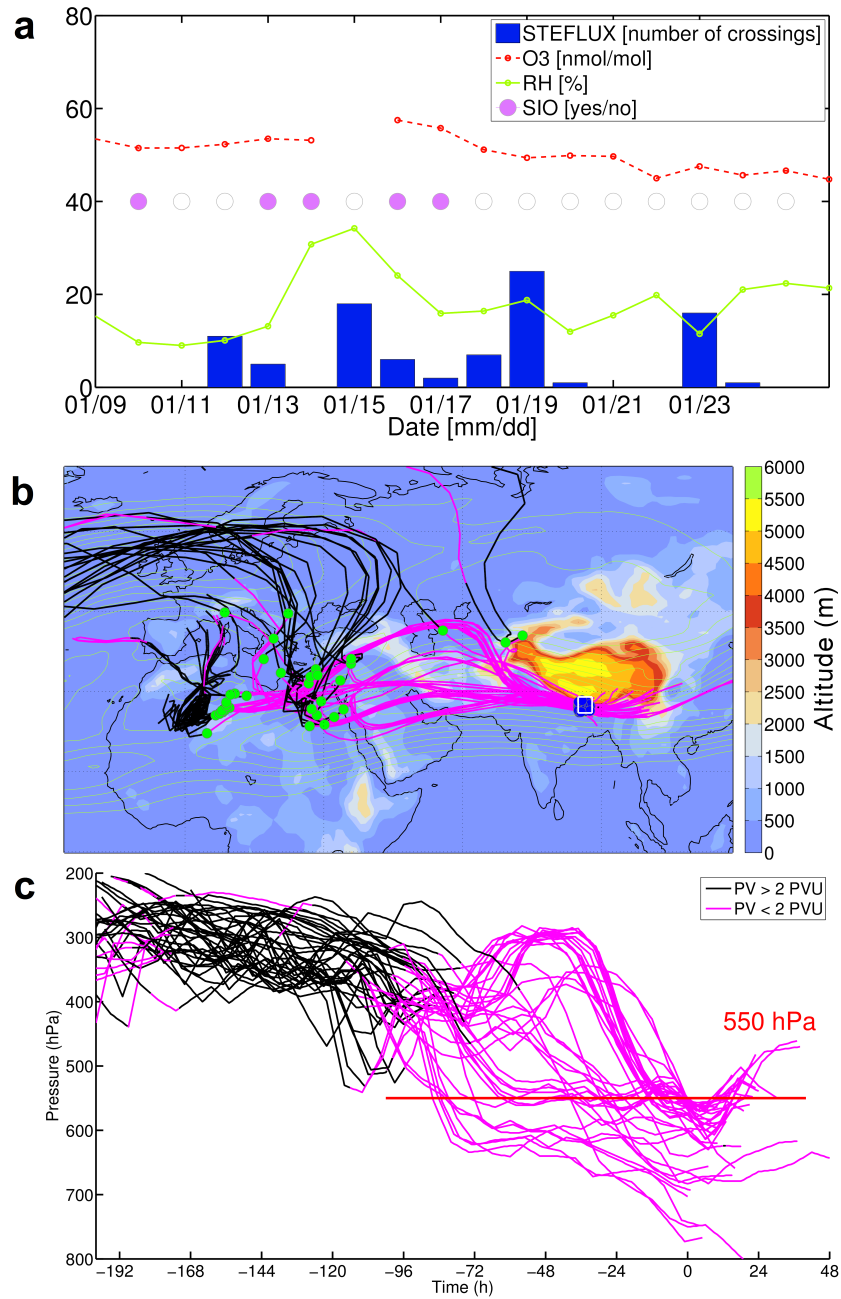 a
80
60
40
20
0
STEFLUX [number of crossings]
O3 [nmol/mol]
RH [%]
SIO [yes/no]
01/09 01/11 01/13 01/15 01/17 01/19 01/21 01/23
Date [mm/dd]
b
6000
5500
5000
4500
4000
3500
3000
2500
2000
1500
1000
500
0
Altitude (m)
c
200
300
400
500
600
700
800
Pressure (hPa)
PV > 2 PVU
PV < 2 PVU
550 hPa
−192 −168 −144 −120 −96 −72 −48 −24 0 24 48
Time (h)